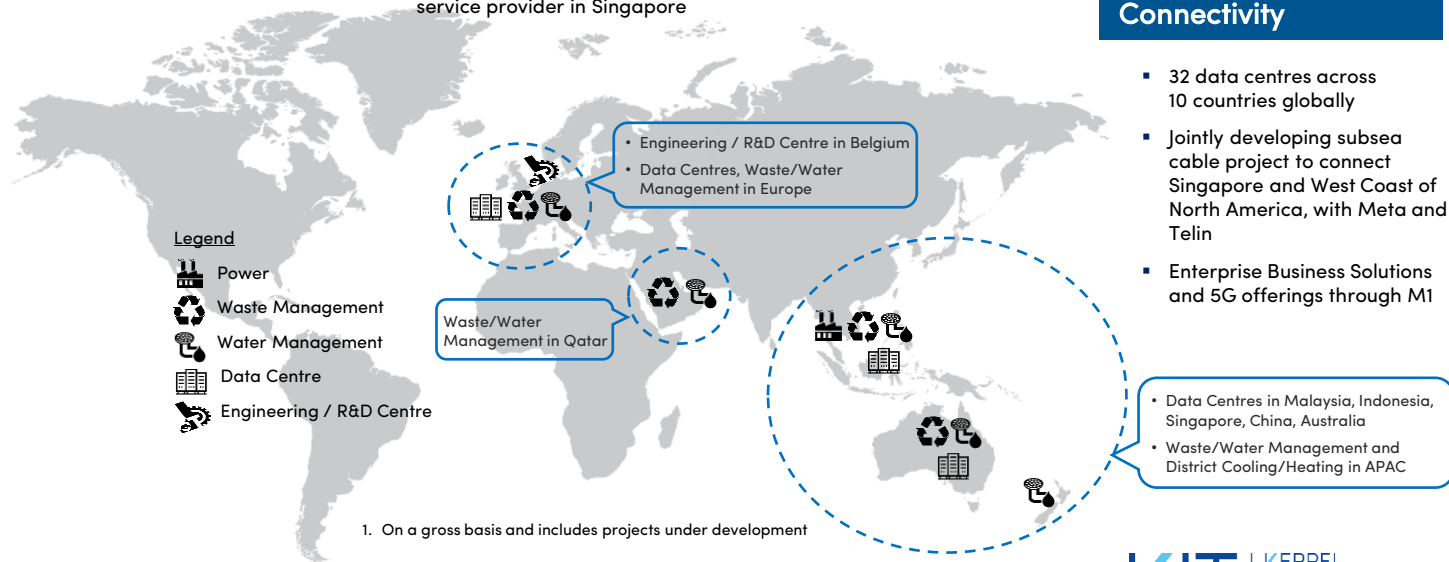 service provider in Singapore
Connectivity
▪ 32 data centres across
10 countries globally
▪ Jointly developing subsea
cable project to connect
Singapore and West Coast of
North America, with Meta and
Telin
▪ Enterprise Business Solutions
and 5G offerings through M1
• Engineering / R&D Centre in Belgium
• Data Centres, Waste/Water
Management in Europe
Legend
Power
Waste Management
Water Management
Data Centre
Engineering / R&D Centre
Waste/Water
Management in Qatar
• Data Centres in Malaysia, Indonesia,
Singapore, China, Australia
• Waste/Water Management and
District Cooling/Heating in APAC
1. On a gross basis and includes projects under development